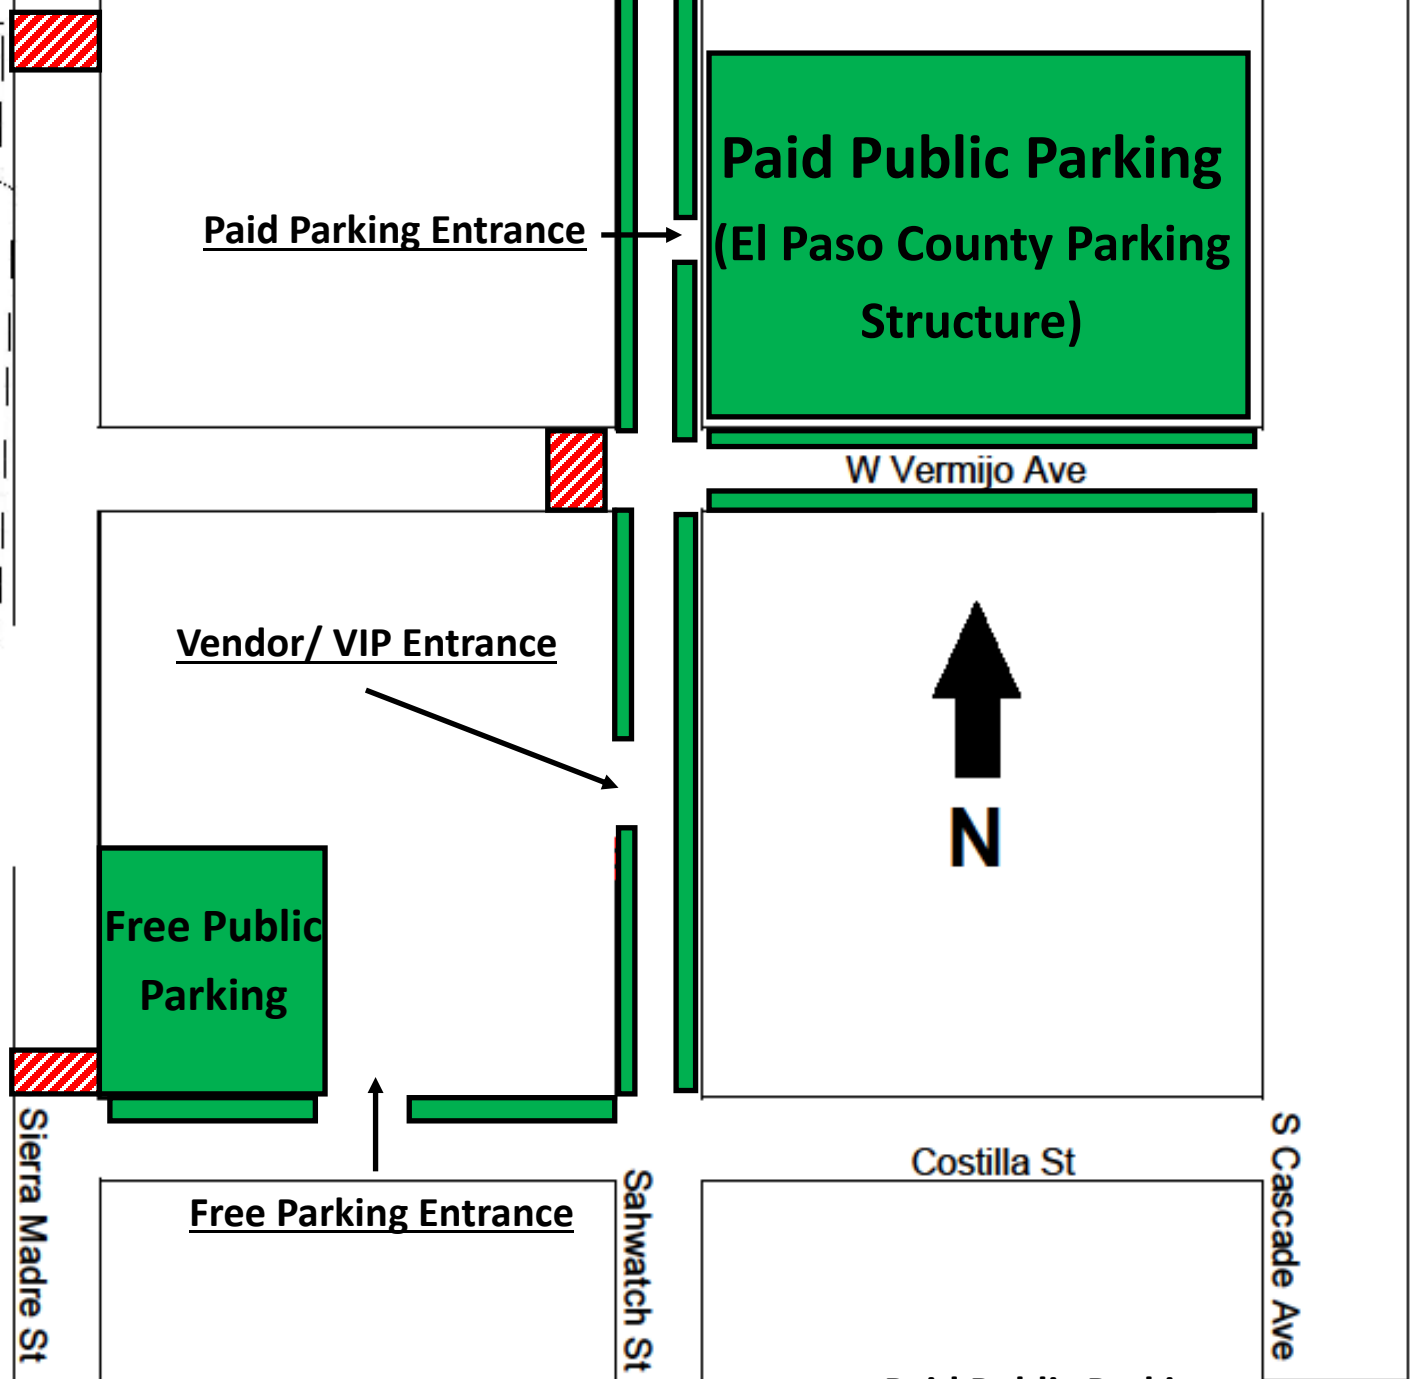 Paid Public Parking
(El Paso County Parking
Structure)
Paid Parking Entrance
W Vermijo Ave
Vendor/ VIP Entrance
N
Free Public
Parking
Costilla St
Free Parking Entrance
Sierra Madre St
Sahwatch St
S Cascade Ave